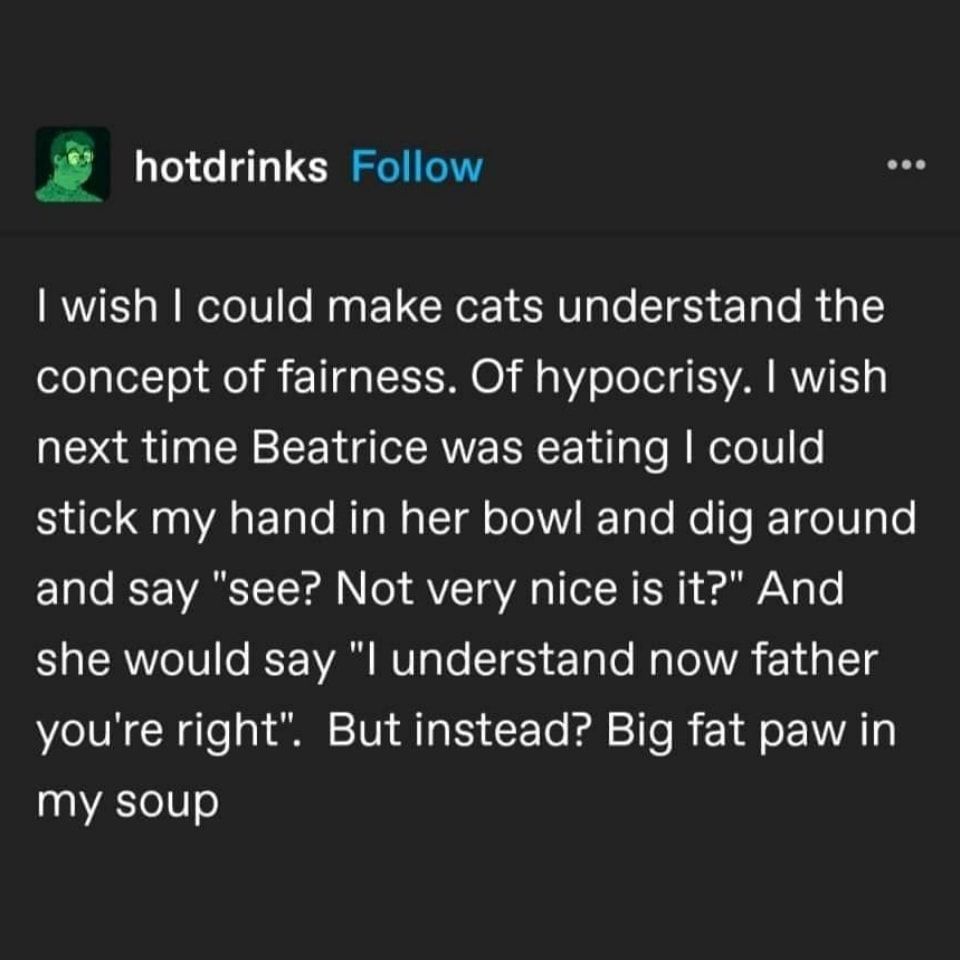 hotdrinks Follow
I wish I could make cats understand the
concept of fairness. Of hypocrisy. I wish
next time Beatrice was eating I could
stick my hand in her bowl and dig around
and say "see? Not very nice is it?" And
she would say "I understand now father
you're right".  But instead? Big fat paw in
my soup